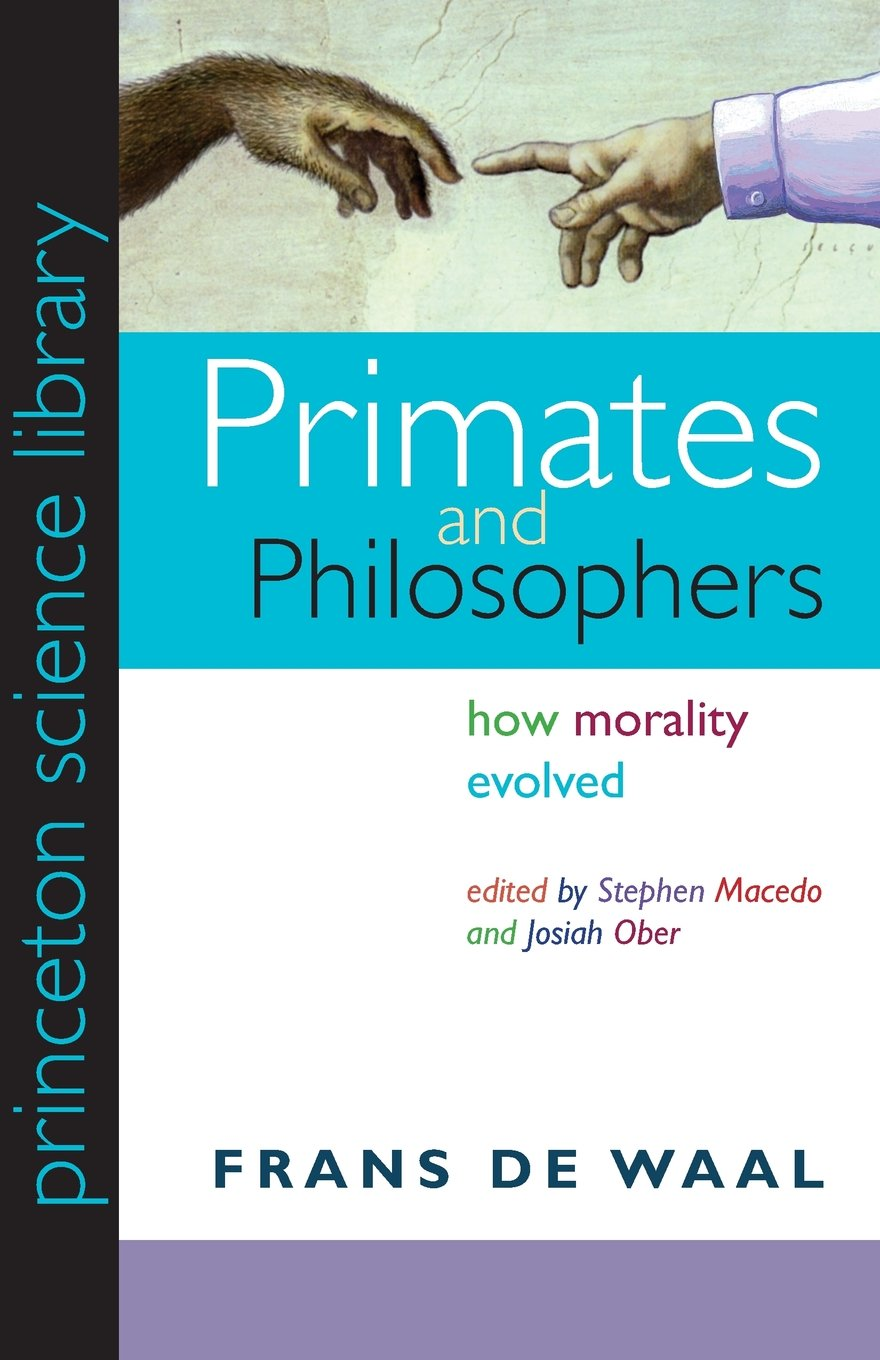 princeton science library
Primates
and
Philosophers
how morality
evolved
edited by Stephen Macedo
and Josiah Ober
FRANS DE WAAL